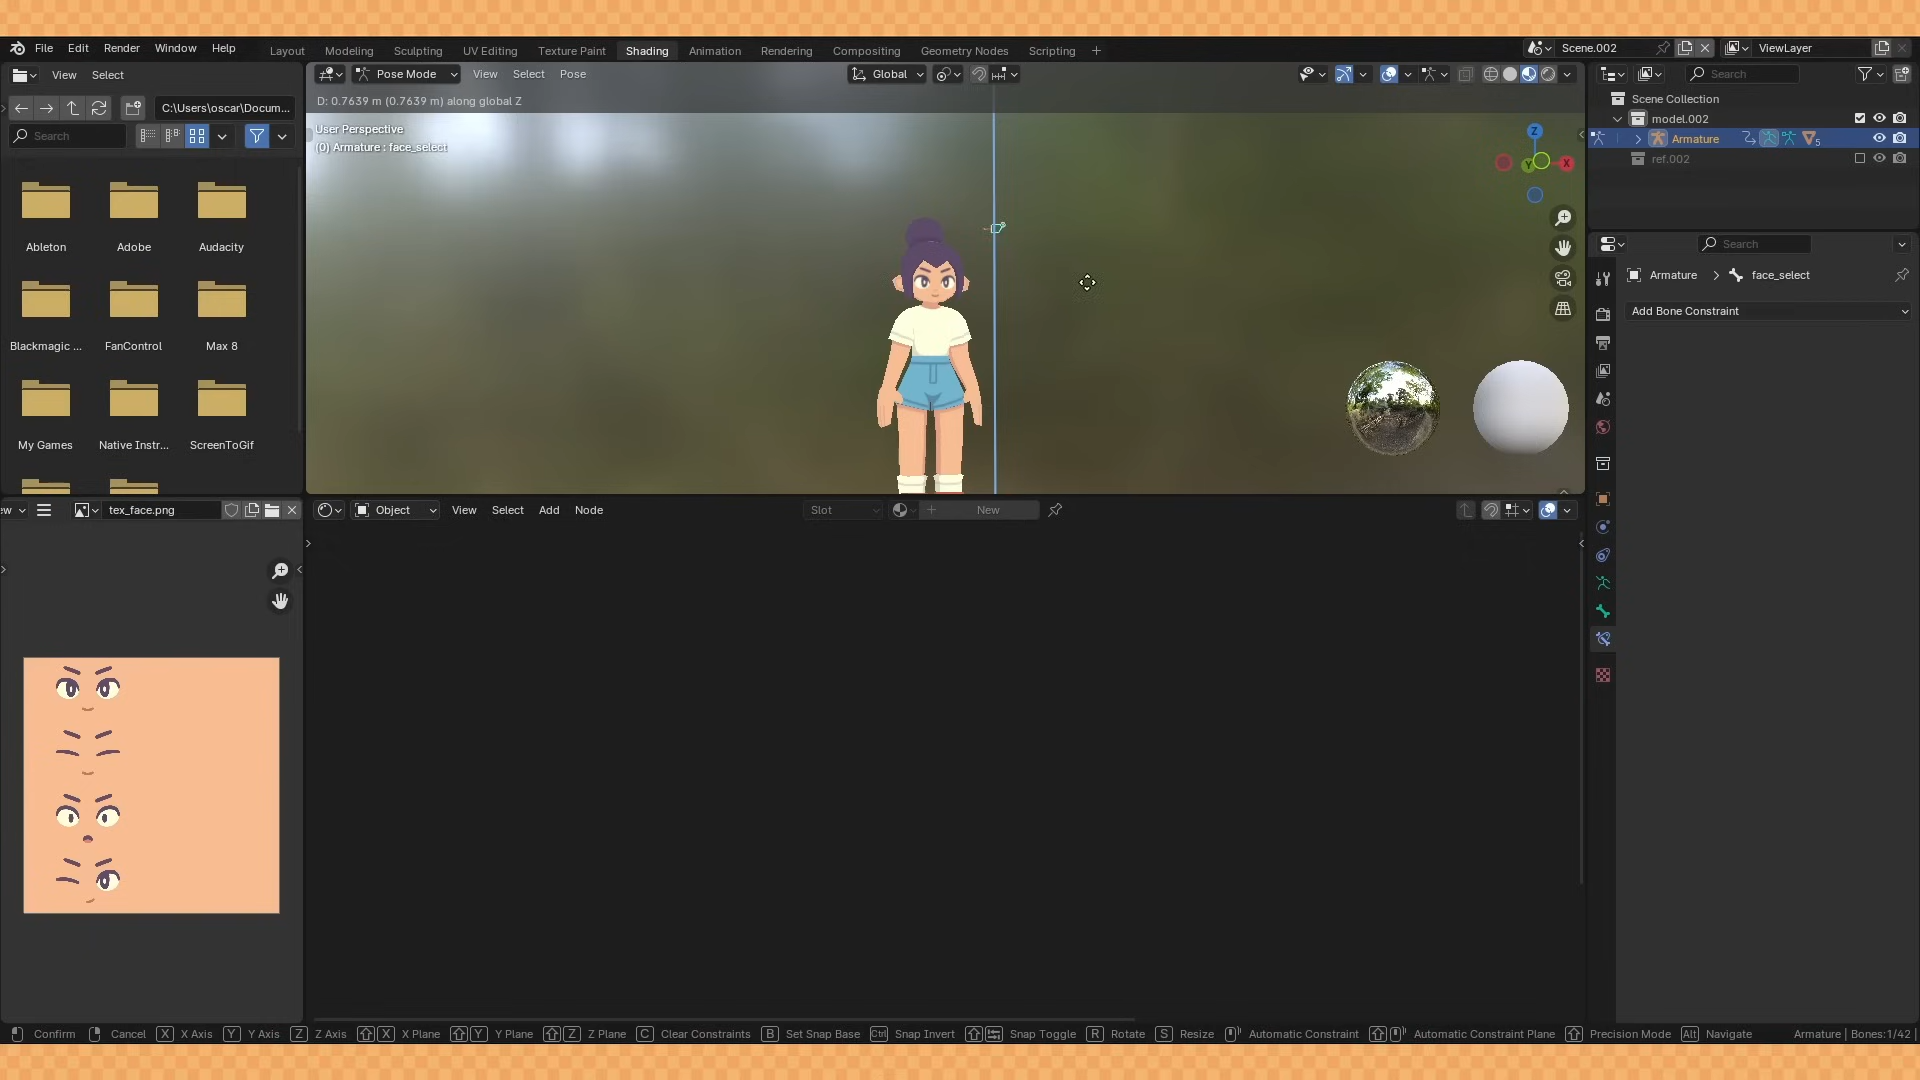 File Edit Render Window Help
Layout Modeling Sculpting UV Editing Texture Paint Shading Animation Rendering Compositing Geometry Nodes Scripting +
Scene.002
ViewLayer
View Select
C:\Users\oscar\Docum...
Search
Ableton Adobe Audacity
Blackmagic ... FanControl Max 8
My Games Native Instr... ScreenToGif
Pose Mode View Select Pose
Global
D: 0.7639 m (0.7639 m) along global Z
User Perspective
(0) Armature : face_select
Z
X
Y
Search
Scene Collection
model.002
Armature 5
ref.002
Search
Armature > face_select
Add Bone Constraint
ew tex_face.png
Object View Select Add Node
Slot New
Confirm Cancel X X Axis Y Y Axis Z Z Axis X X Plane Y Y Plane Z Z Plane C Clear Constraints B Set Snap Base Ctrl Snap Invert Snap Toggle R Rotate S Resize Automatic Constraint Automatic Constraint Plane Precision Mode Alt Navigate Armature | Bones:1/42